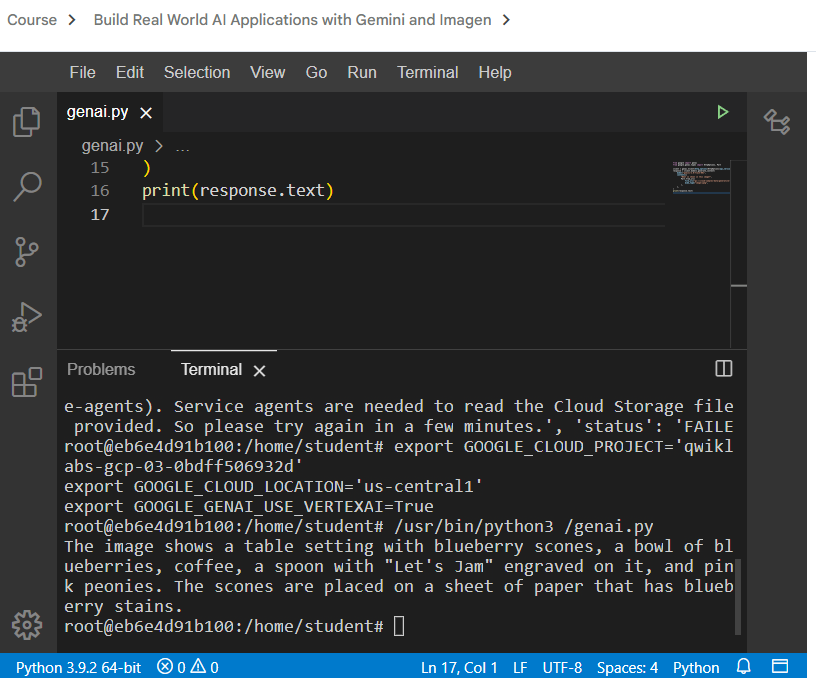 Course > Build Real World AI Applications with Gemini and Imagen >
File Edit Selection View Go Run Terminal Help
genai.py
genai.py > ...
15 )
16 print(response.text)
17
Problems Terminal
e-agents). Service agents are needed to read the Cloud Storage file
 provided. So please try again in a few minutes.', 'status': 'FAILE
root@eb6e4d91b100:/home/student# export GOOGLE_CLOUD_PROJECT='qwikl
abs-gcp-03-0bdff506932d'
export GOOGLE_CLOUD_LOCATION='us-central1'
export GOOGLE_GENAI_USE_VERTEXAI=True
root@eb6e4d91b100:/home/student# /usr/bin/python3 /genai.py
The image shows a table setting with blueberry scones, a bowl of bl
ueberries, coffee, a spoon with "Let's Jam" engraved on it, and pin
k peonies. The scones are placed on a sheet of paper that has blueb
erry stains.
root@eb6e4d91b100:/home/student#
Python 3.9.2 64-bit 0 0 Ln 17, Col 1 LF UTF-8 Spaces: 4 Python